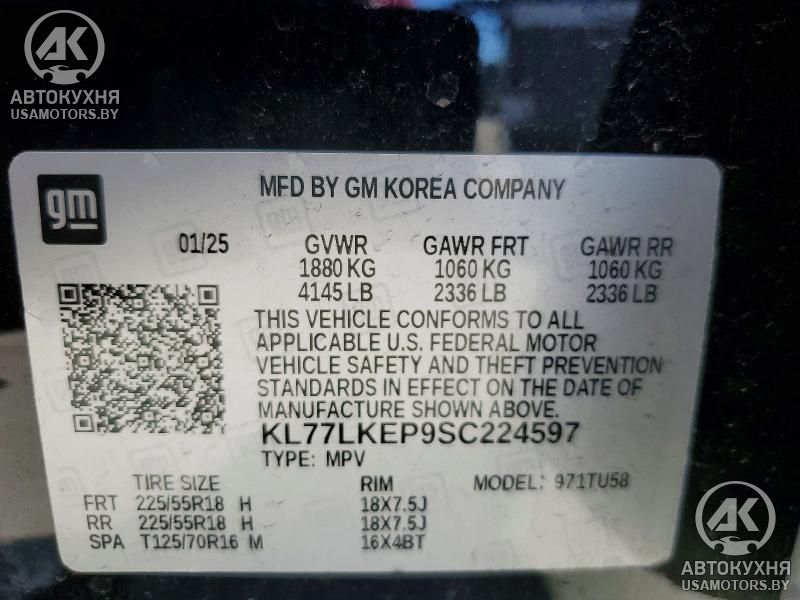 AK
АВТОКУХНЯ
USAMOTORS.BY
gm
MFD BY GM KOREA COMPANY
01/25 GVWR GAWR FRT GAWR RR
1880 KG 1060 KG 1060 KG
4145 LB 2336 LB 2336 LB
THIS VEHICLE CONFORMS TO ALL
APPLICABLE U.S. FEDERAL MOTOR
VEHICLE SAFETY AND THEFT PREVENTION
STANDARDS IN EFFECT ON THE DATE OF
MANUFACTURE SHOWN ABOVE.
KL77LKEP9SC224597
TYPE: MPV
TIRE SIZE RIM MODEL: 971TU58
FRT 225/55R18 H 18X7.5J
RR 225/55R18 H 18X7.5J
SPA T125/70R16 M 16X4BT
AK
АВТОКУХНЯ
USAMOTORS.BY